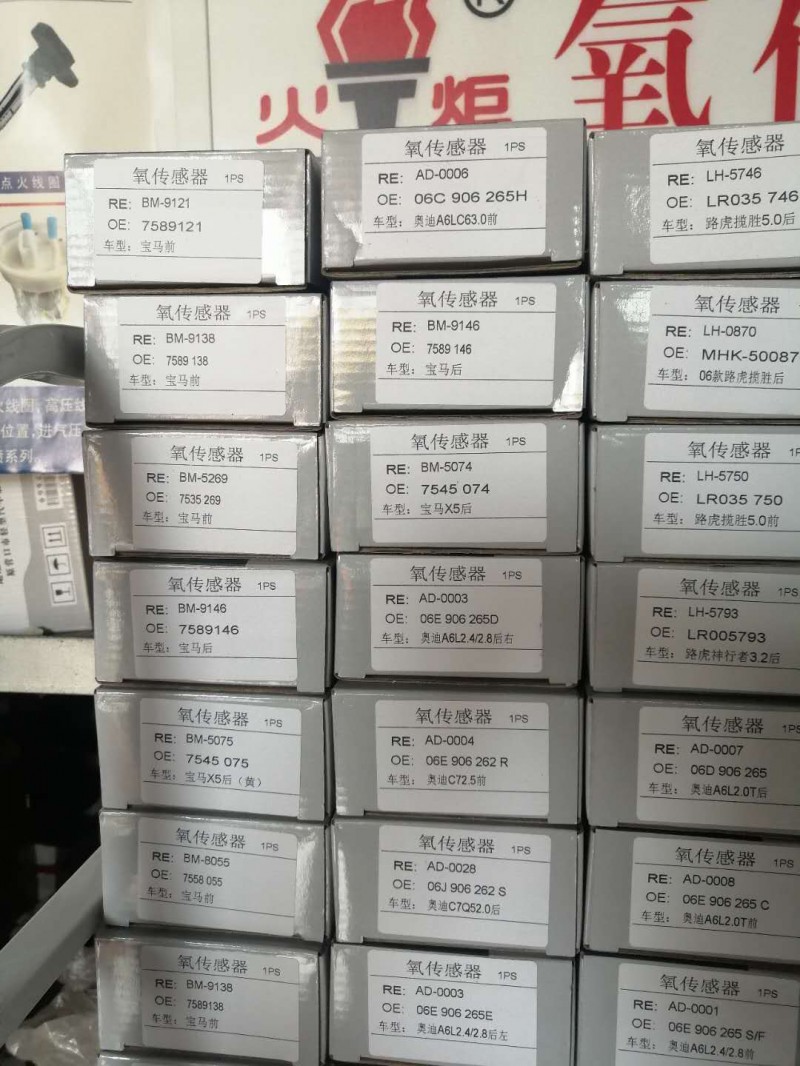 火炬
®
氧传
点火线圈
火线圈 高压线
位置，进气压
系列
氧传感器 1PS
RE: BM-9121
OE: 7589121
车型: 宝马前
氧传感器 1PS
RE: AD-0006
OE: 06C 906 265H
车型: 奥迪A6LC63.0前
氧传感器
RE: LH-5746
OE: LR035 746
车型: 路虎揽胜5.0后
氧传感器 1PS
RE: BM-9138
OE: 7589 138
车型: 宝马前
氧传感器 1PS
RE: BM-9146
OE: 7589 146
车型: 宝马后
氧传感器
RE: LH-0870
OE: MHK-50087
车型: 06款路虎揽胜后
氧传感器 1PS
RE: BM-5269
OE: 7535 269
车型: 宝马前
氧传感器 1PS
RE: BM-5074
OE: 7545 074
车型: 宝马X5后
氧传感器
RE: LH-5750
OE: LR035 750
车型: 路虎揽胜5.0前
氧传感器 1PS
RE: BM-9146
OE: 7589146
车型: 宝马后
氧传感器 1PS
RE: AD-0003
OE: 06E 906 265D
车型: 奥迪A6L2.4/2.8后右
氧传感器 1PS
RE: LH-5793
OE: LR005793
车型: 路虎神行者3.2后
氧传感器 1PS
RE: BM-5075
OE: 7545 075
车型: 宝马X5后（黄）
氧传感器 1PS
RE: AD-0004
OE: 06E 906 262 R
车型: 奥迪C72.5前
氧传感器 1PS
RE: AD-0007
OE: 06D 906 265
车型: 奥迪A6L2.0T后
氧传感器 1PS
RE: BM-8055
OE: 7558 055
车型: 宝马前
氧传感器 1PS
RE: AD-0028
OE: 06J 906 262 S
车型: 奥迪C7Q52.0后
氧传感器 1PS
RE: AD-0008
OE: 06E 906 265 C
车型: 奥迪A6L2.0T前
氧传感器 1PS
RE: BM-9138
OE: 7589138
车型: 宝马前
氧传感器 1PS
RE: AD-0003
OE: 06E 906 265E
车型: 奥迪A6L2.4/2.8后左
氧传感器 1PS
RE: AD-0001
OE: 06E 906 265 S/F
车型: 奥迪A6L2.4/2.8前